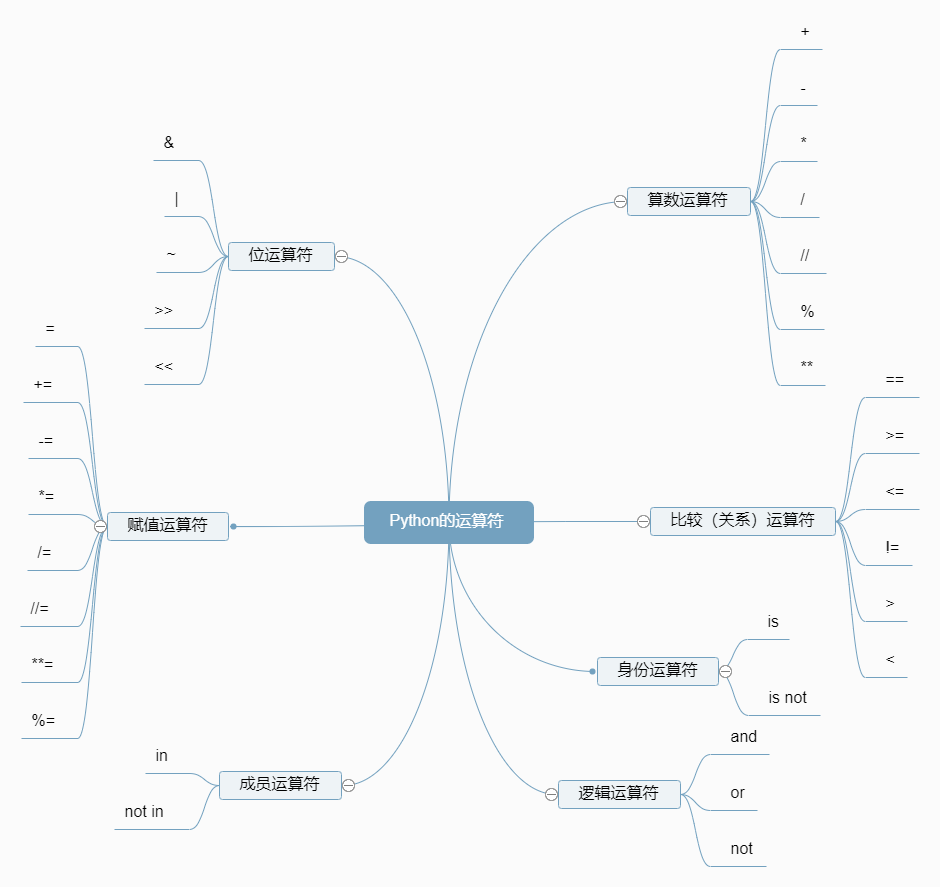 Python的运算符
算数运算符
+
-
*
/
//
%
**
比较（关系）运算符
==
>=
<=
!=
>
<
身份运算符
is
is not
逻辑运算符
and
or
not
位运算符
&
|
~
>>
<<
赋值运算符
=
+=
-=
*=
/=
//=
**=
%=
成员运算符
in
not in